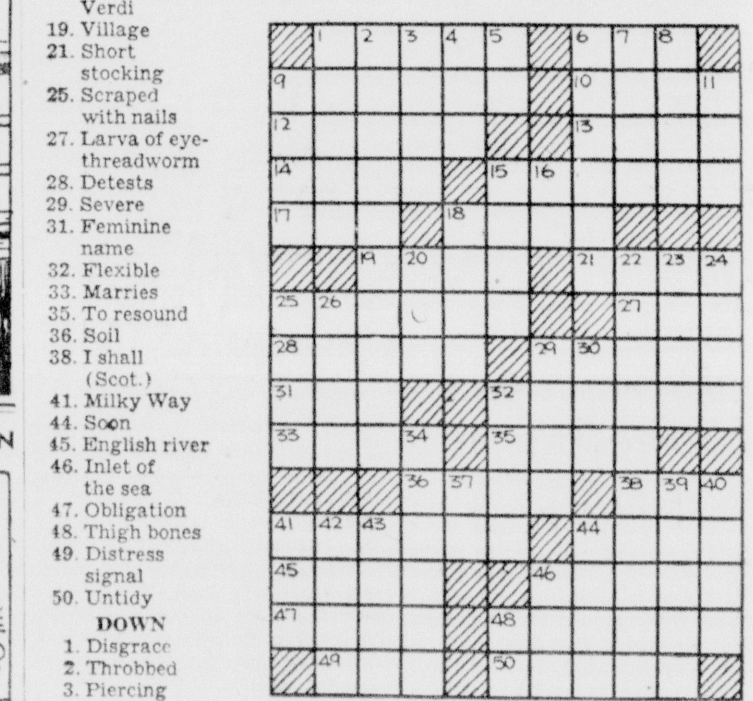 Verdi
19. Village
21. Short
stocking
25. Scraped
with nails
27. Larva of eye-
threadworm
28. Detests
29. Severe
31. Feminine
name
32. Flexible
33. Marries
35. To resound
36. Soil
38. I shall
(Scot.)
41. Milky Way
44. Soon
45. English river
46. Inlet of
the sea
47. Obligation
48. Thigh bones
49. Distress
signal
50. Untidy
DOWN
1. Disgrace
2. Throbbed
3. Piercing
1 2 3 4 5 6 7 8
9 10 11
12 13
14 15 16
17 18
19 20 21 22 23 24
25 26 27
28 29 30
31 32
33 34 35
36 37 38 39 40
41 42 43 44
45 46
47 48
49 50